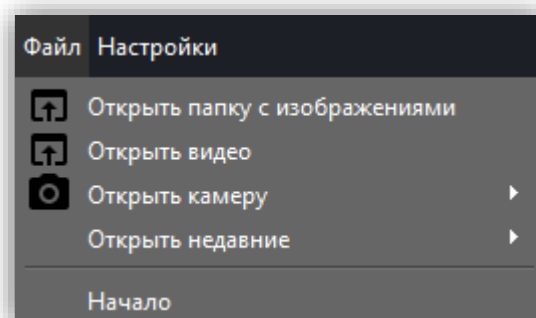 Файл Настройки
Открыть папку с изображениями
Открыть видео
Открыть камеру
Открыть недавние
Начало